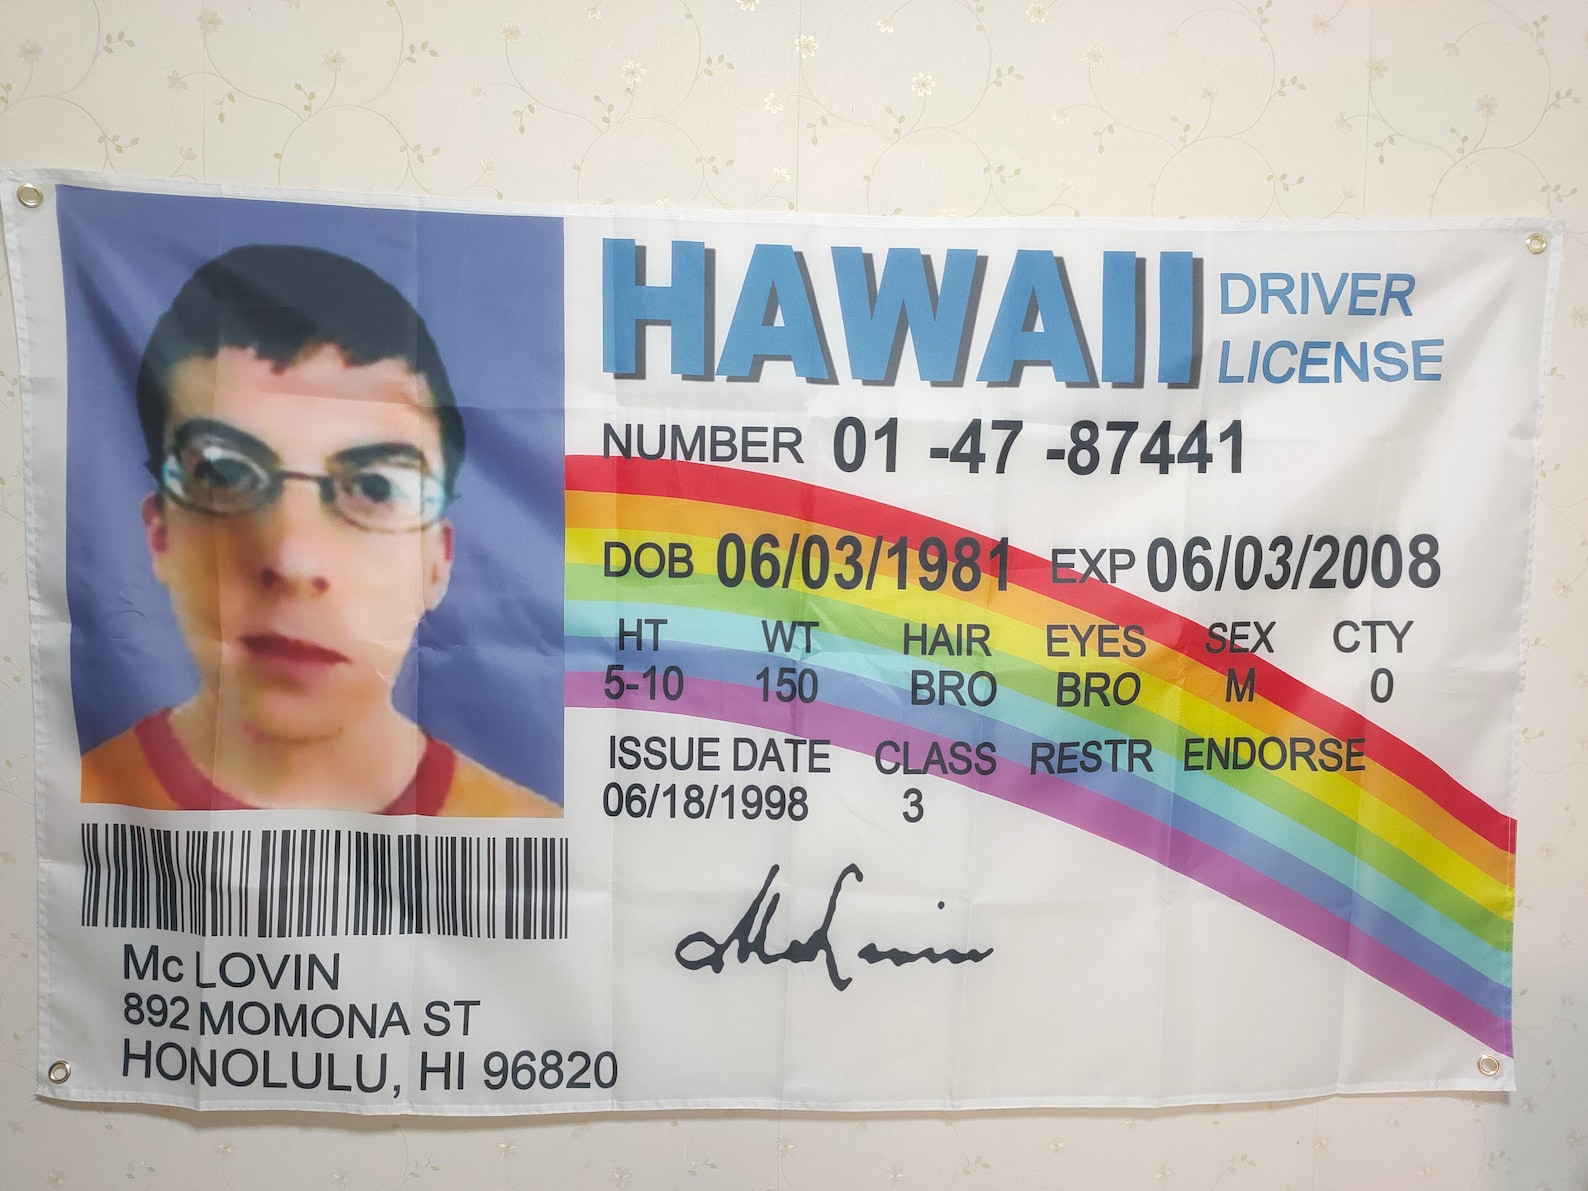 HAWAII DRIVER LICENSE
NUMBER 01 -47 -87441
DOB 06/03/1981 EXP 06/03/2008
HT WT HAIR EYES SEX CTY
5-10 150 BRO BRO M 0
ISSUE DATE CLASS RESTR ENDORSE
06/18/1998 3
McLovin
Mc LOVIN
892 MOMONA ST
HONOLULU, HI 96820